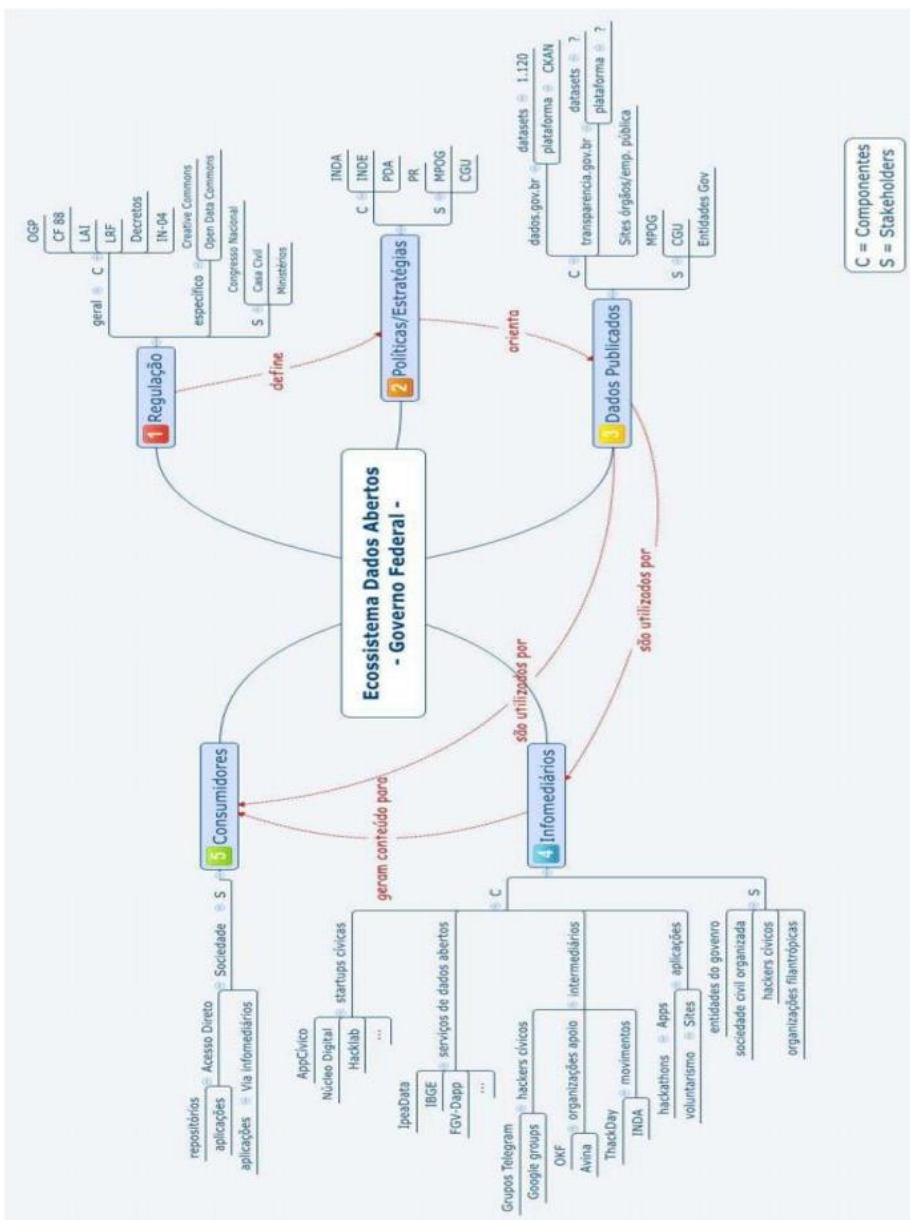 Ecossistema Dados Abertos
- Governo Federal -
1 Regulação
geral
C
OGP
CF 88
LAI
LRF
Decretos
IN-04
específico
Creative Commons
Open Data Commons
S
Congresso Nacional
Casa Civil
Ministérios
define
2 Políticas/Estratégias
C
INDA
INDE
PDA
S
PR
MPOG
CGU
orienta
3 Dados Publicados
C
dados.gov.br
datasets
1.120
plataforma
CKAN
transparencia.gov.br
datasets
?
plataforma
?
Sites órgãos/emp. pública
S
MPOG
CGU
Entidades Gov
são utilizados por
são utilizados por
4 Infomediários
C
startups cívicas
AppCívico
Núcleo Digital
Hacklab
...
serviços de dados abertos
IpeaData
IBGE
FGV-Dapp
...
intermediários
hackers cívicos
Grupos Telegram
Google groups
organizações apoio
OKF
Avina
movimentos
ThackDay
INDA
aplicações
Apps
hackathons
Sites
voluntarismo
S
entidades do govenro
sociedade civil organizada
hackers cívicos
organizações filantrópicas
geram conteúdo para
5 Consumidores
S
Sociedade
Acesso Direto
repositórios
aplicações
Via infomediários
aplicações
C = Componentes
S = Stakeholders